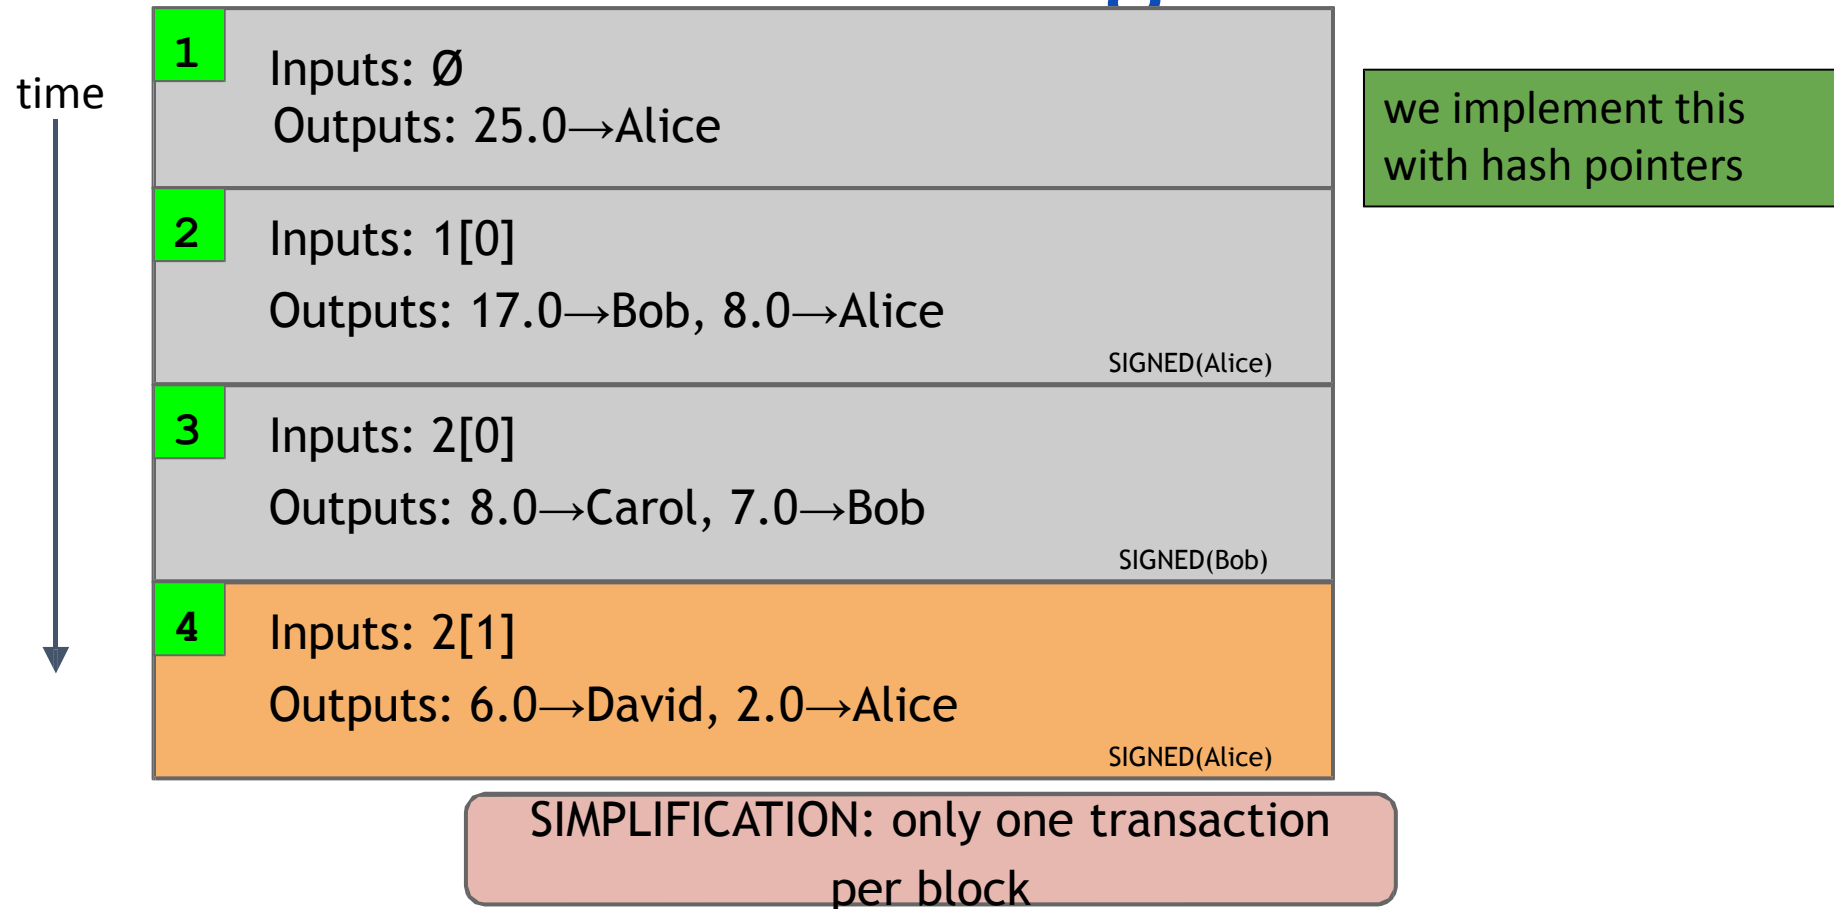 time
1
Inputs: Ø
Outputs: 25.0→Alice
we implement this
with hash pointers
2
Inputs: 1[0]
Outputs: 17.0→Bob, 8.0→Alice
SIGNED(Alice)
3
Inputs: 2[0]
Outputs: 8.0→Carol, 7.0→Bob
SIGNED(Bob)
4
Inputs: 2[1]
Outputs: 6.0→David, 2.0→Alice
SIGNED(Alice)
SIMPLIFICATION: only one transaction
per block